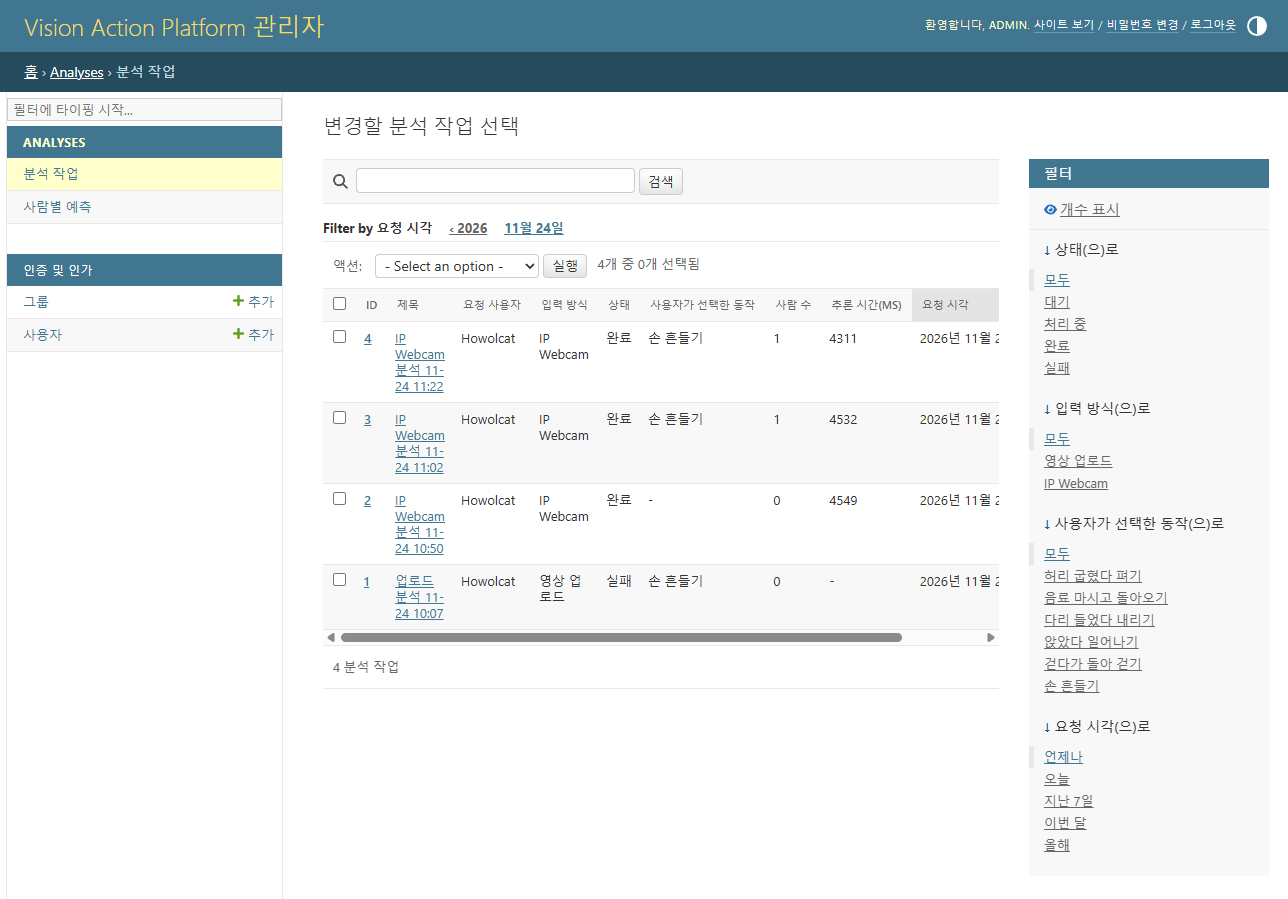 Vision Action Platform 관리자
환영합니다, ADMIN. 사이트 보기 / 비밀번호 변경 / 로그아웃
홈 › Analyses › 분석 작업
필터에 타이핑 시작...
ANALYSES
분석 작업
사람별 예측
인증 및 인가
그룹 추가
사용자 추가
변경할 분석 작업 선택
검색
Filter by 요청 시각 ‹ 2026 11월 24일
액션: - Select an option - 실행 4개 중 0개 선택됨
ID 제목 요청 사용자 입력 방식 상태 사용자가 선택한 동작 사람 수 추론 시간(MS) 요청 시각
4 IP Webcam 분석 11-24 11:22 Howolcat IP Webcam 완료 손 흔들기 1 4311 2026년 11월 2
3 IP Webcam 분석 11-24 11:02 Howolcat IP Webcam 완료 손 흔들기 1 4532 2026년 11월 2
2 IP Webcam 분석 11-24 10:50 Howolcat IP Webcam 완료 - 0 4549 2026년 11월 2
1 업로드 분석 11-24 10:07 Howolcat 영상 업로드 실패 손 흔들기 0 - 2026년 11월 2
4 분석 작업
필터
개수 표시
↓ 상태(으)로
모두
대기
처리 중
완료
실패
↓ 입력 방식(으)로
모두
영상 업로드
IP Webcam
↓ 사용자가 선택한 동작(으)로
모두
허리 굽혔다 펴기
음료 마시고 돌아오기
다리 들었다 내리기
앉았다 일어나기
걷다가 돌아 걷기
손 흔들기
↓ 요청 시각(으)로
언제나
오늘
지난 7일
이번 달
올해